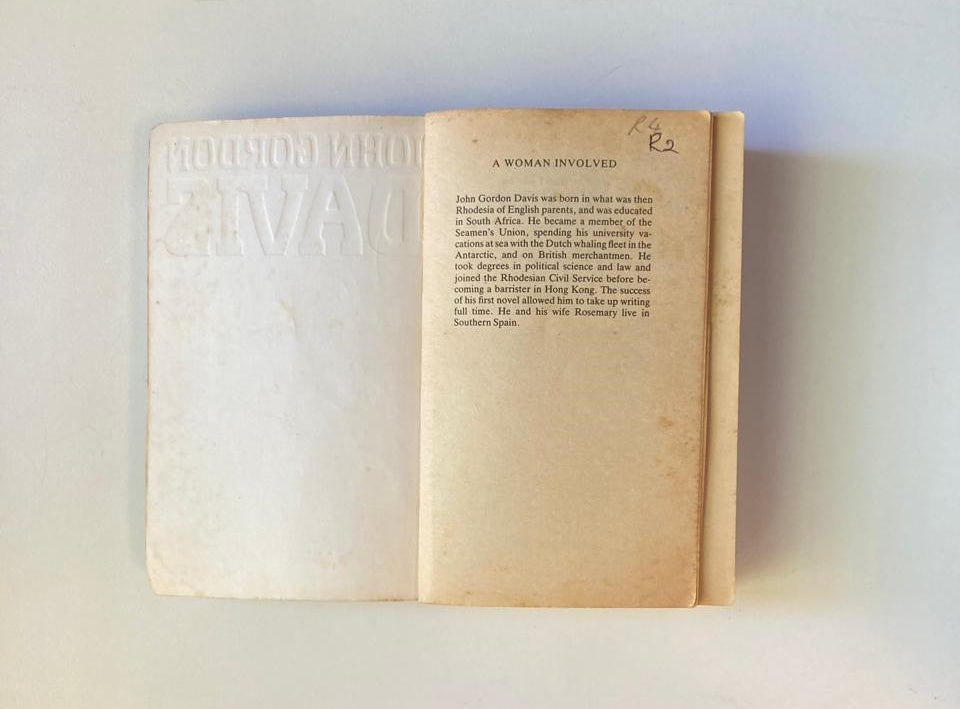 JOHN GORDON
DAVIS
R4
R2
A WOMAN INVOLVED
John Gordon Davis was born in what was then
Rhodesia of English parents, and was educated
in South Africa. He became a member of the
Seamen's Union, spending his university va-
cations at sea with the Dutch whaling fleet in the
Antarctic, and on British merchantmen. He
took degrees in political science and law and
joined the Rhodesian Civil Service before be-
coming a barrister in Hong Kong. The success
of his first novel allowed him to take up writing
full time. He and his wife Rosemary live in
Southern Spain.